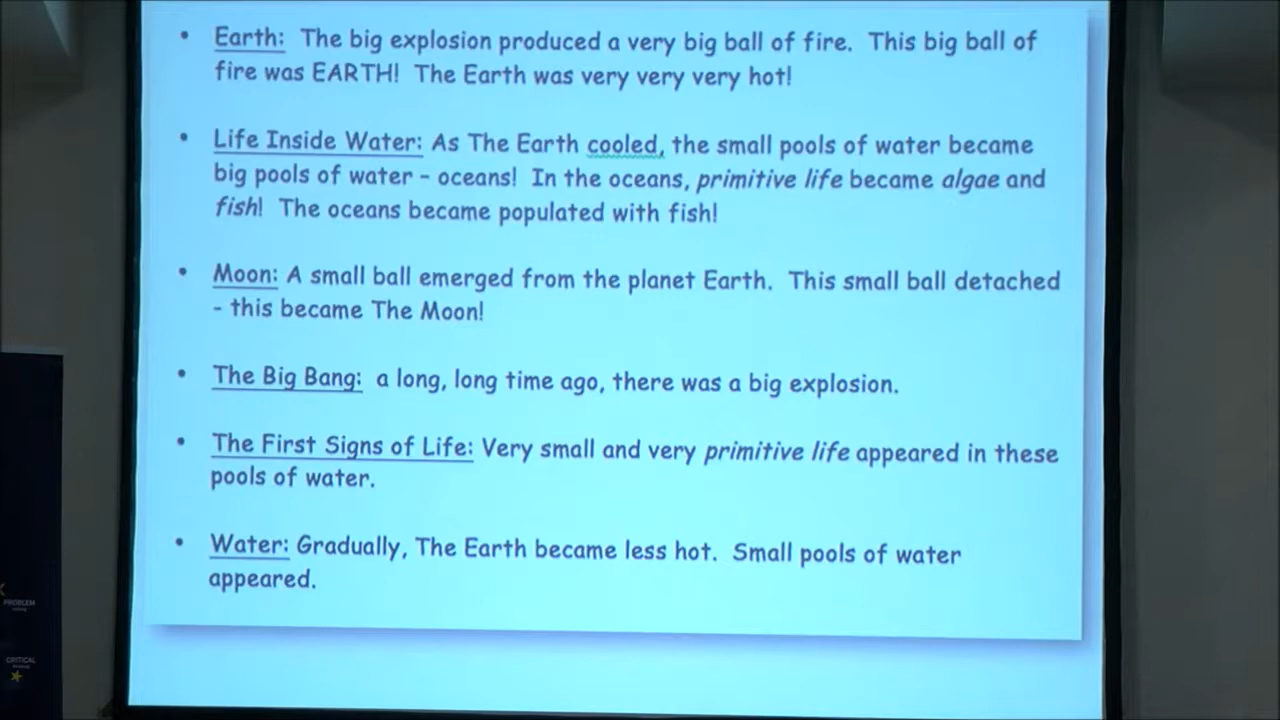 • Earth: The big explosion produced a very big ball of fire. This big ball of
fire was EARTH! The Earth was very very very hot!
• Life Inside Water: As The Earth cooled, the small pools of water became
big pools of water – oceans! In the oceans, primitive life became algae and
fish! The oceans became populated with fish!
• Moon: A small ball emerged from the planet Earth. This small ball detached
– this became The Moon!
• The Big Bang: a long, long time ago, there was a big explosion.
• The First Signs of Life: Very small and very primitive life appeared in these
pools of water.
• Water: Gradually, The Earth became less hot. Small pools of water
appeared.
PROBLEM
CRITICAL